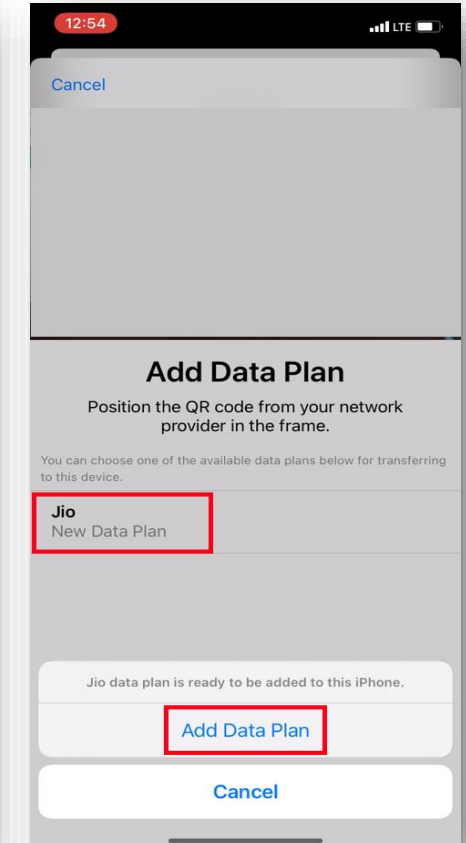 12:54
LTE
Cancel
Add Data Plan
Position the QR code from your network
provider in the frame.
You can choose one of the available data plans below for transferring
to this device.
Jio
New Data Plan
Jio data plan is ready to be added to this iPhone.
Add Data Plan
Cancel